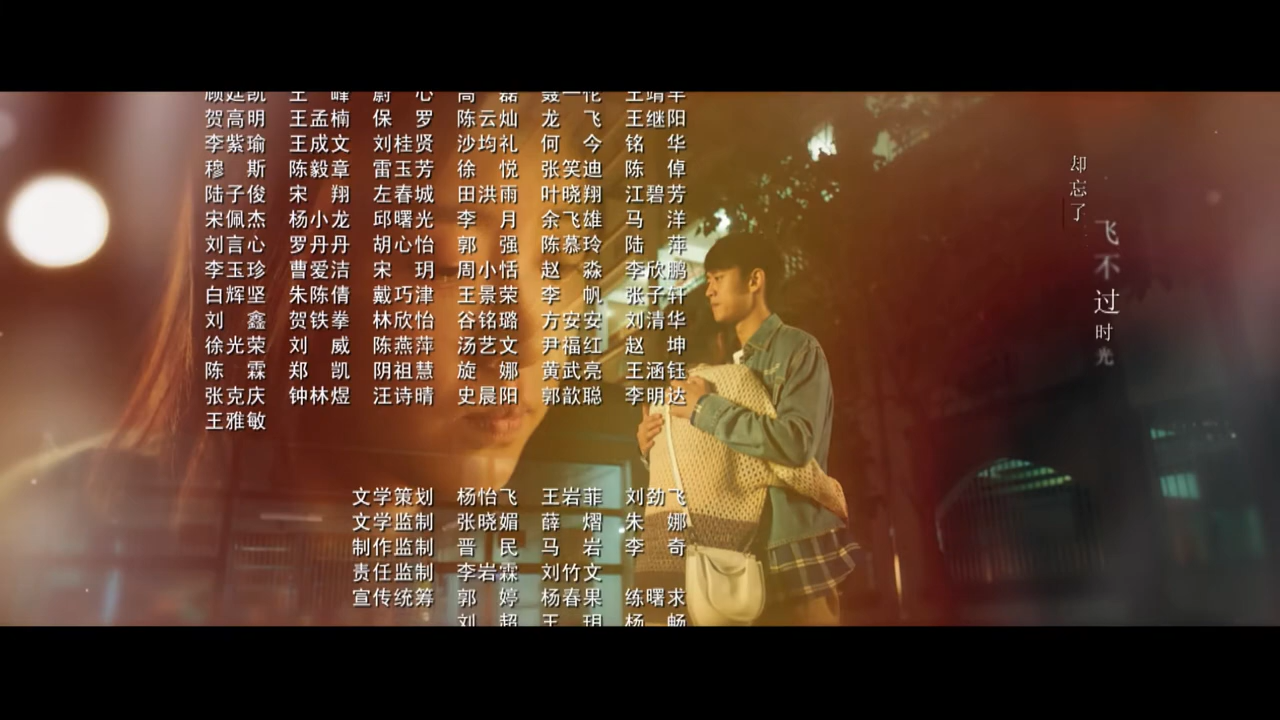 贺高明 王孟楠 保 罗 陈云灿 龙 飞 王继阳
李紫瑜 王成文 刘桂贤 沙均礼 何 今 铭 华
穆 斯 陈毅章 雷玉芳 徐 悦 张笑迪 陈 倬
陆子俊 宋 翔 左春城 田洪雨 叶晓翔 江碧芳
宋佩杰 杨小龙 邱曙光 李 月 余飞雄 马 洋
刘言心 罗丹丹 胡心怡 郭 强 陈慕玲 陆 萍
李玉珍 曹爱洁 宋 玥 周小恬 赵 淼 李欣鹏
白辉坚 朱陈倩 戴巧津 王景荣 李 帆 张子轩
刘 鑫 贺铁拳 林欣怡 谷铭璐 方安安 刘清华
徐光荣 刘 威 陈燕萍 汤艺文 尹福红 赵 坤
陈 霖 郑 凯 阴祖慧 旋 娜 黄武亮 王涵钰
张克庆 钟林煜 汪诗晴 史晨阳 郭歆聪 李明达
王雅敏
文学策划 杨怡飞 王岩菲 刘劲飞
文学监制 张晓媚 薛 熠 朱 娜
制作监制 晋 民 马 岩 李 奇
责任监制 李岩霖 刘竹文
宣传统筹 郭 婷 杨春果 练曙求
刘 超 王 玥 杨 畅
却忘了
飞不过时光